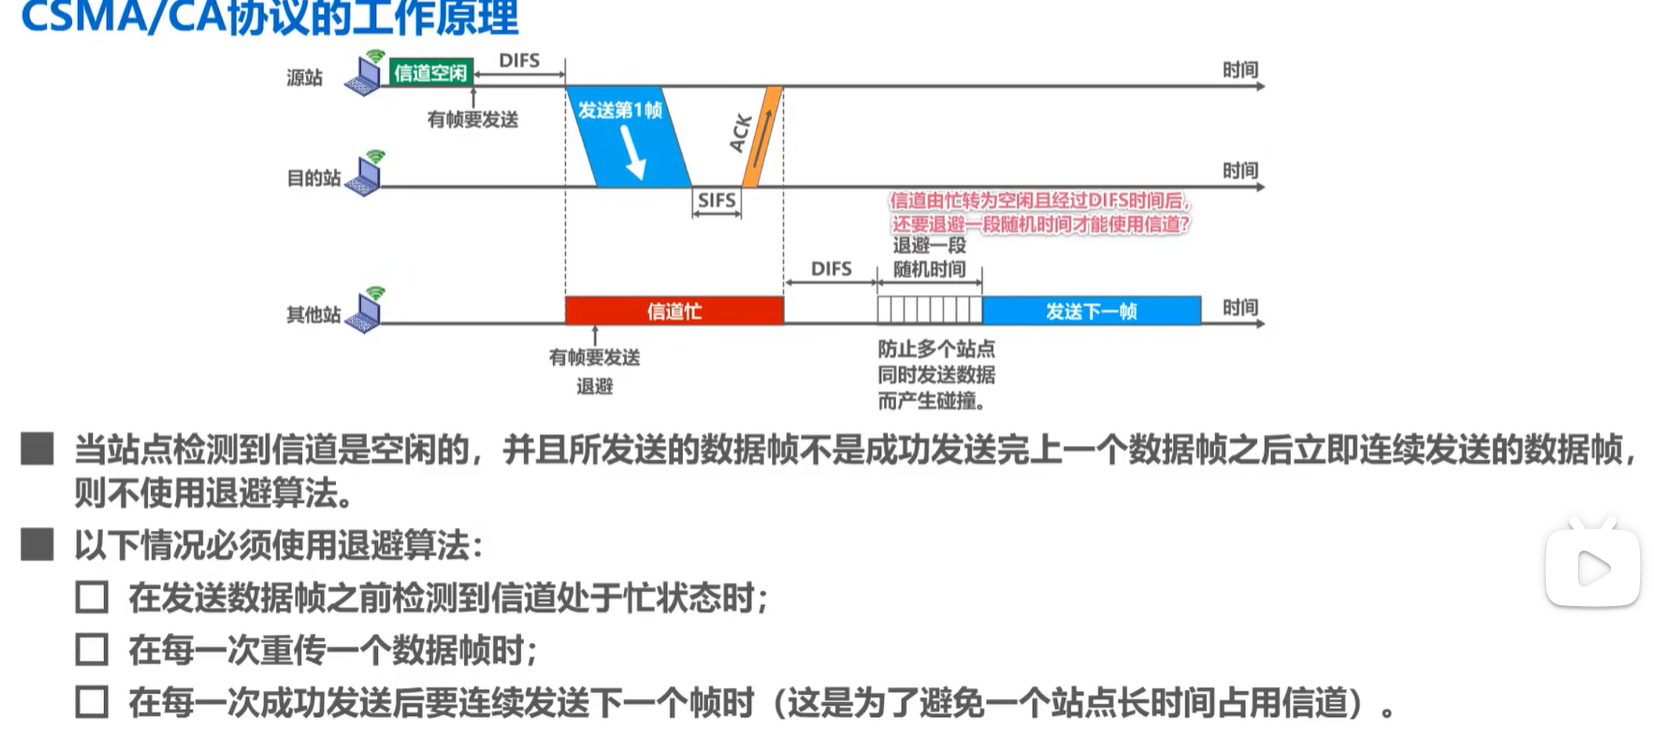 CSMA/CA协议的工作原理
源站
信道空闲
DIFS
时间
有帧要发送
发送第1帧
ACK
目的站
时间
SIFS
信道由忙转为空闲且经过DIFS时间后，
还要退避一段随机时间才能使用信道？
退避一段
随机时间
DIFS
其他站
信道忙
发送下一帧
时间
有帧要发送
退避
防止多个站点
同时发送数据
而产生碰撞。
当站点检测到信道是空闲的，并且所发送的数据帧不是成功发送完上一个数据帧之后立即连续发送的数据帧，
则不使用退避算法。
以下情况必须使用退避算法：
在发送数据帧之前检测到信道处于忙状态时；
在每一次重传一个数据帧时；
在每一次成功发送后要连续发送下一个帧时（这是为了避免一个站点长时间占用信道）。